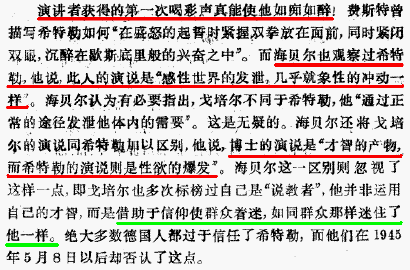 演讲者获得的第一次喝彩声真能使他如痴如醉！费斯特曾
描写希特勒如何“在盛怒的起誓时紧握双拳放在面前，同时紧闭
双眼，沉醉在歇斯底里般的兴奋之中”。而海贝尔也观察过希特
勒，他说，此人的演说是“感性世界的发泄，几乎就象性的冲动一
样”。海贝尔认为有必要指出，戈培尔不同于希特勒，他“通过正
常的途径发泄他体内的需要”。这是无疑的。海贝尔还将戈培
尔的演说同希特勒加以区别，他说，博士的演说是“才智的产物，
而希特勒的演说则是性欲的爆发”。海贝尔这一区别则忽视了
这样一点，即戈培尔也多次标榜过自己是“说教者”，他并非运用
自己的才智，而是借助于信仰使群众着迷，如同群众那样迷住了
他一样。绝大多数德国人都过于信任了希特勒，而他们在1945
年5月8日以后却否认了这点。